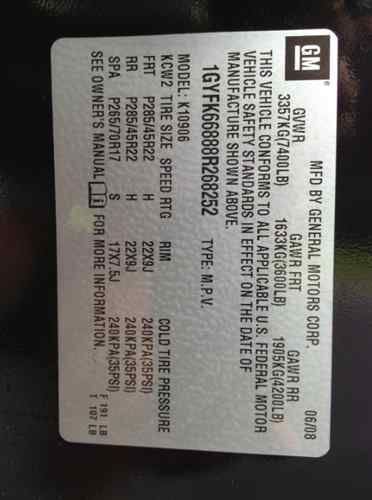 GM
®
MFD BY GENERAL MOTORS CORP. 06/08
GVWR GAWR FRT GAWR RR
3357KG(7400LB) 1633KG(3600LB) 1905KG(4200LB)
THIS VEHICLE CONFORMS TO ALL APPLICABLE U.S. FEDERAL MOTOR
VEHICLE SAFETY STANDARDS IN EFFECT ON THE DATE OF
MANUFACTURE SHOWN ABOVE.
1GYFK66888R268252 TYPE: M.P.V.
MODEL: K10906
KCW2 TIRE SIZE SPEED RTG RIM COLD TIRE PRESSURE
FRT P285/45R22 H 22X9J 240KPA(35PSI)
RR P285/45R22 H 22X9J 240KPA(35PSI)
SPA P265/70R17 S 17X7.5J 240KPA(35PSI)
SEE OWNER'S MANUAL i FOR MORE INFORMATION.
F 191 LB
T 107 LB